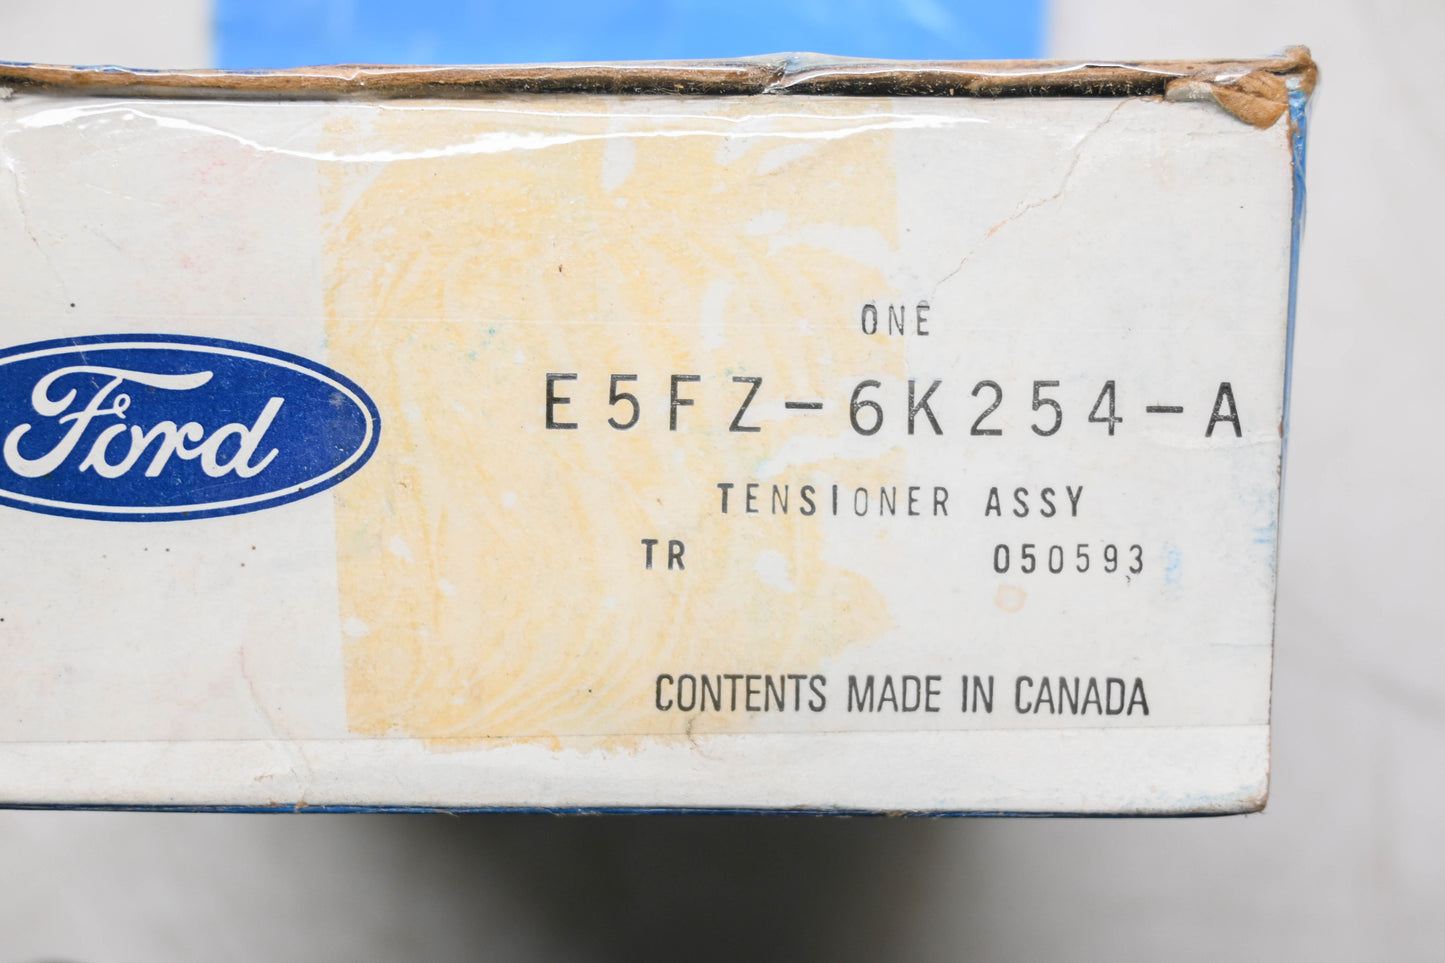 Ford
ONE
E5FZ-6K254-A
TENSIONER ASSY
TR 050593
CONTENTS MADE IN CANADA